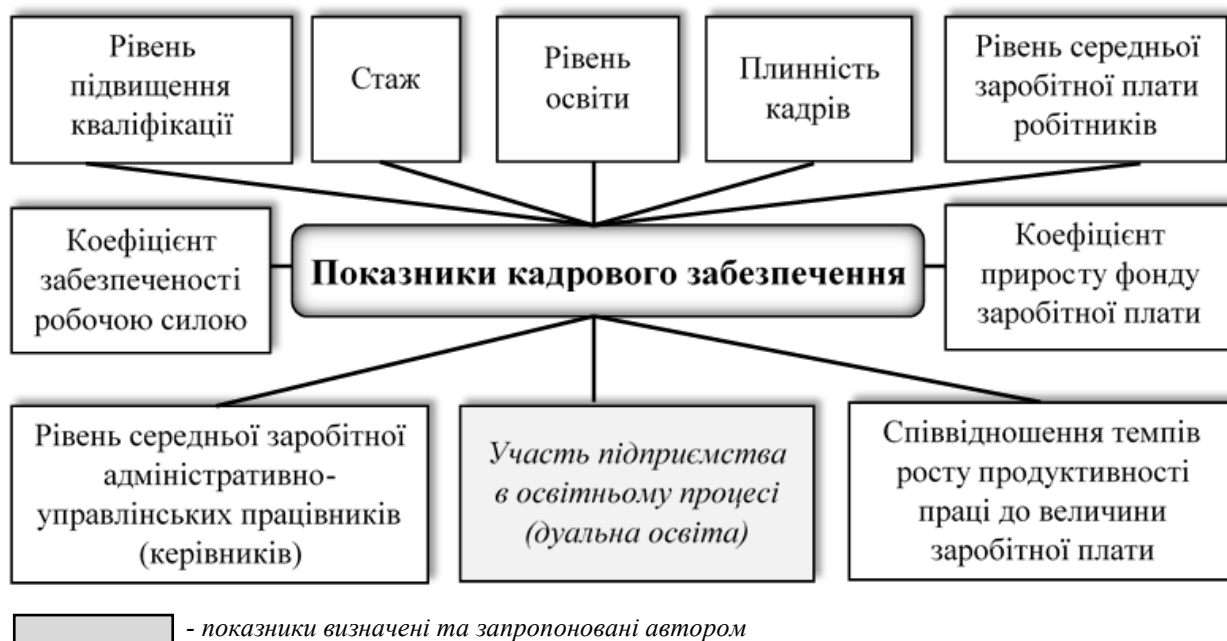 Рівень
підвищення
кваліфікації
Стаж
Рівень
освіти
Плинність
кадрів
Рівень середньої
заробітної плати
робітників
Коефіцієнт
забезпеченості
робочою силою
Показники кадрового забезпечення
Коефіцієнт
приросту фонду
заробітної плати
Рівень середньої заробітної
адміністративно-
управлінських працівників
(керівників)
Участь підприємства
в освітньому процесі
(дуальна освіта)
Співвідношення темпів
росту продуктивності
праці до величини
заробітної плати
- показники визначені та запропоновані автором